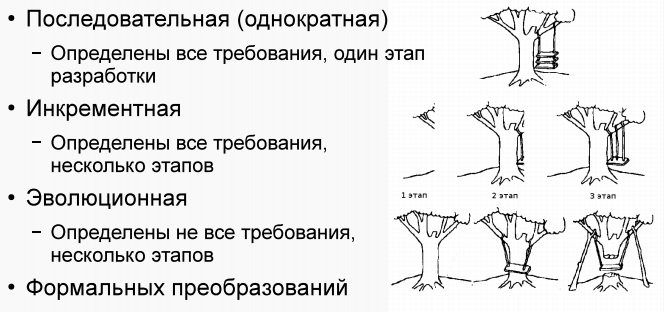 • Последовательная (однократная)
− Определены все требования, один этап
разработки
• Инкрементная
− Определены все требования,
несколько этапов
1 этап
2 этап
3 этап
• Эволюционная
− Определены не все требования,
несколько этапов
• Формальных преобразований